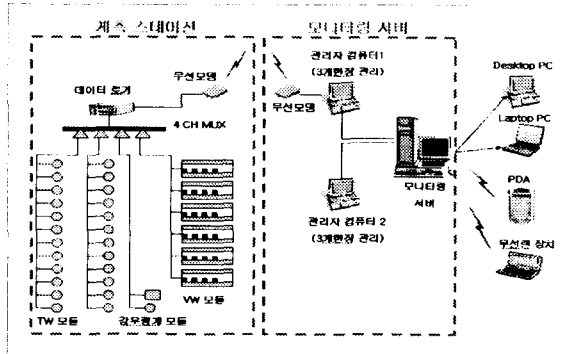 계측 스테이션
모니터링 서버
데이터 로거
무선모뎀
4 CH MUX
TW 모듈
강우량계 모듈
VW 모듈
무선모뎀
관리자 컴퓨터1
(3개현장 관리)
관리자 컴퓨터 2
(3개현장 관리)
모니터링
서버
Desktop PC
Laptop PC
PDA
무선랜 장치